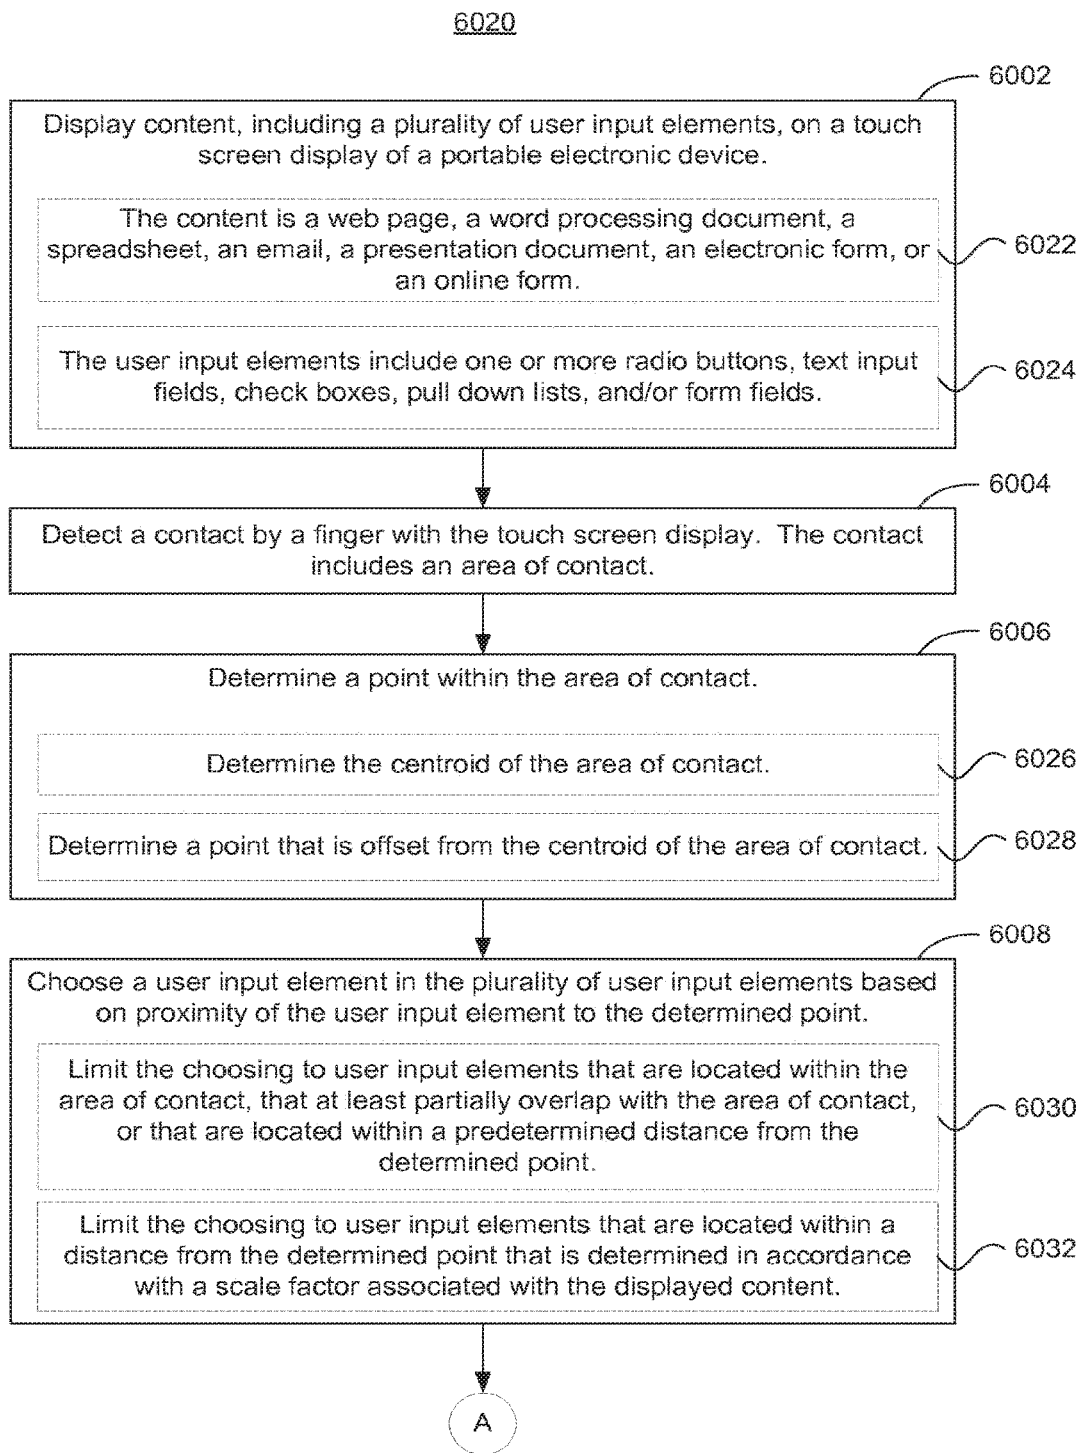 6020
6002
Display content, including a plurality of user input elements, on a touch
screen display of a portable electronic device.
The content is a web page, a word processing document, a
spreadsheet, an email, a presentation document, an electronic form, or
an online form.
6022
The user input elements include one or more radio buttons, text input
fields, check boxes, pull down lists, and/or form fields.
6024
6004
Detect a contact by a finger with the touch screen display. The contact
includes an area of contact.
6006
Determine a point within the area of contact.
Determine the centroid of the area of contact.
6026
Determine a point that is offset from the centroid of the area of contact.
6028
6008
Choose a user input element in the plurality of user input elements based
on proximity of the user input element to the determined point.
Limit the choosing to user input elements that are located within the
area of contact, that at least partially overlap with the area of contact,
or that are located within a predetermined distance from the
determined point.
6030
Limit the choosing to user input elements that are located within a
distance from the determined point that is determined in accordance
with a scale factor associated with the displayed content.
6032
A